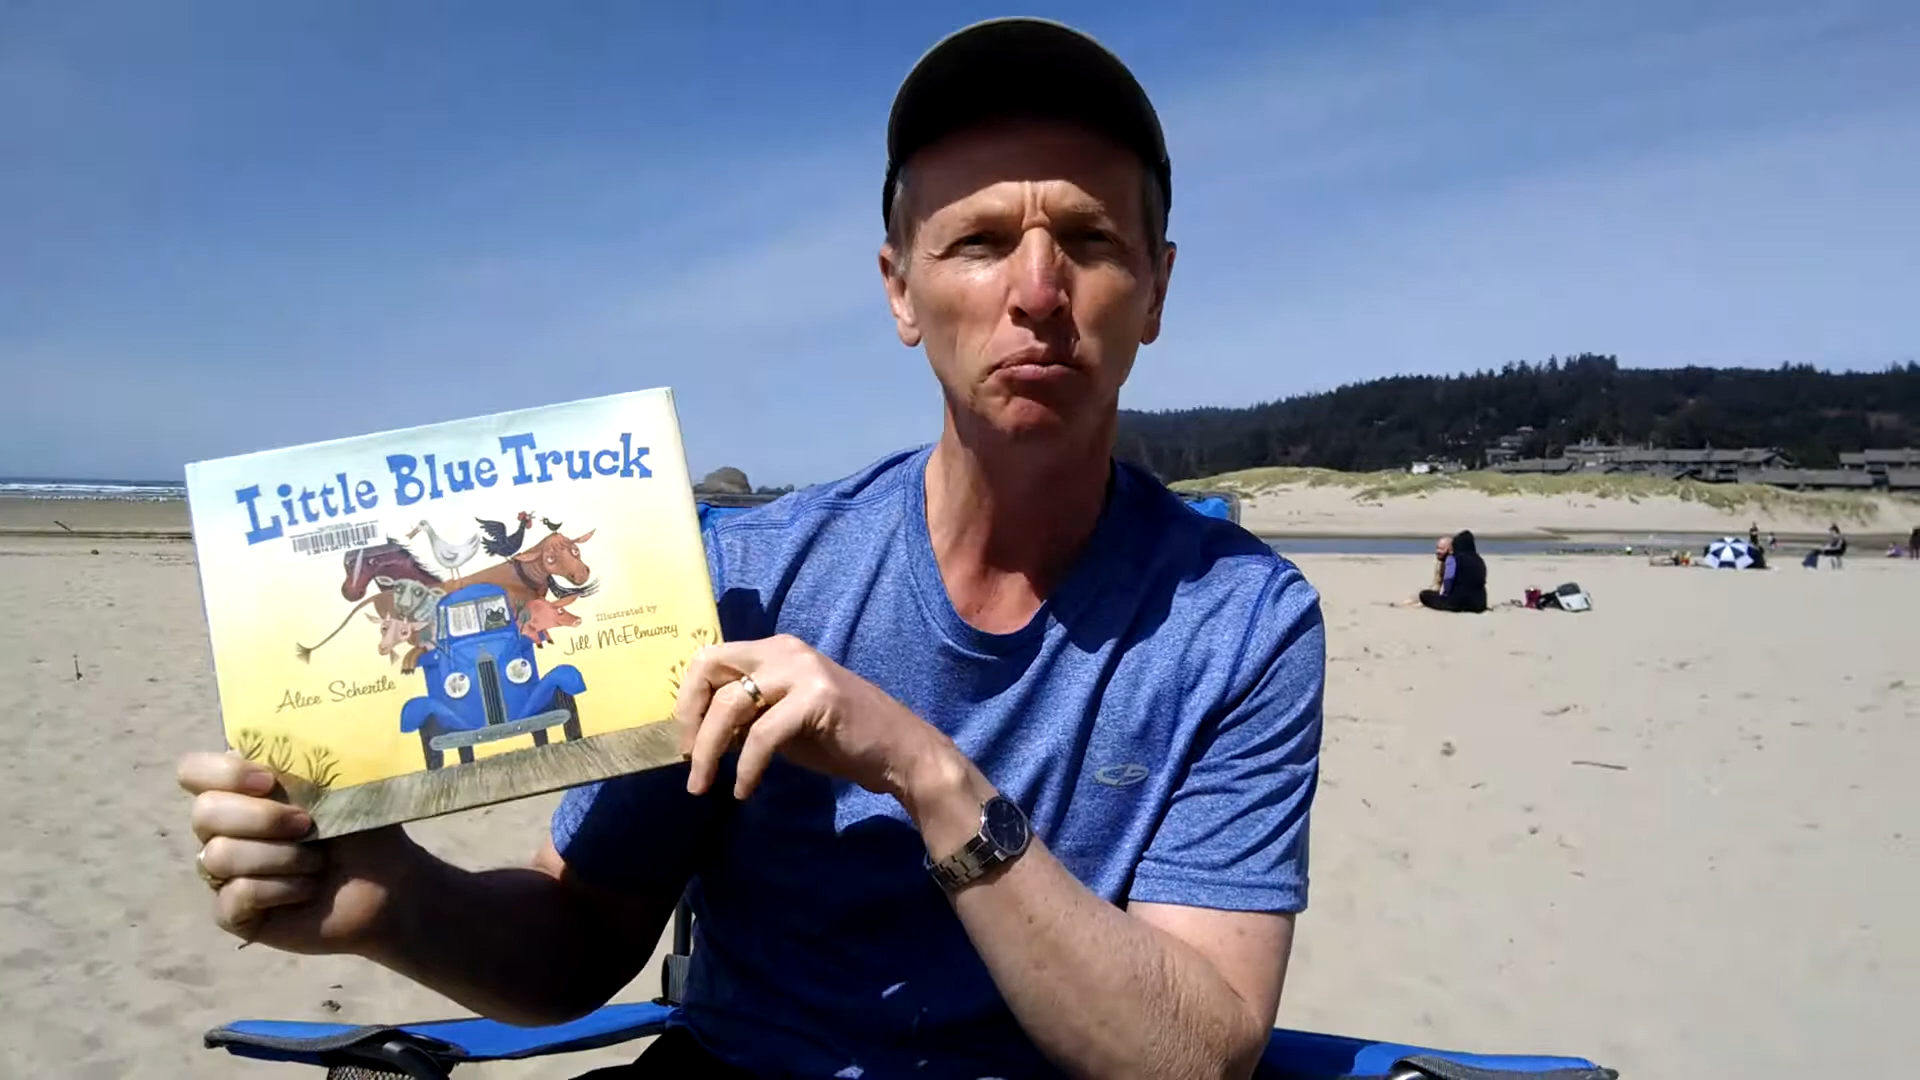 Little Blue Truck
Illustrated by
Jill McElmurry
Alice Schertle